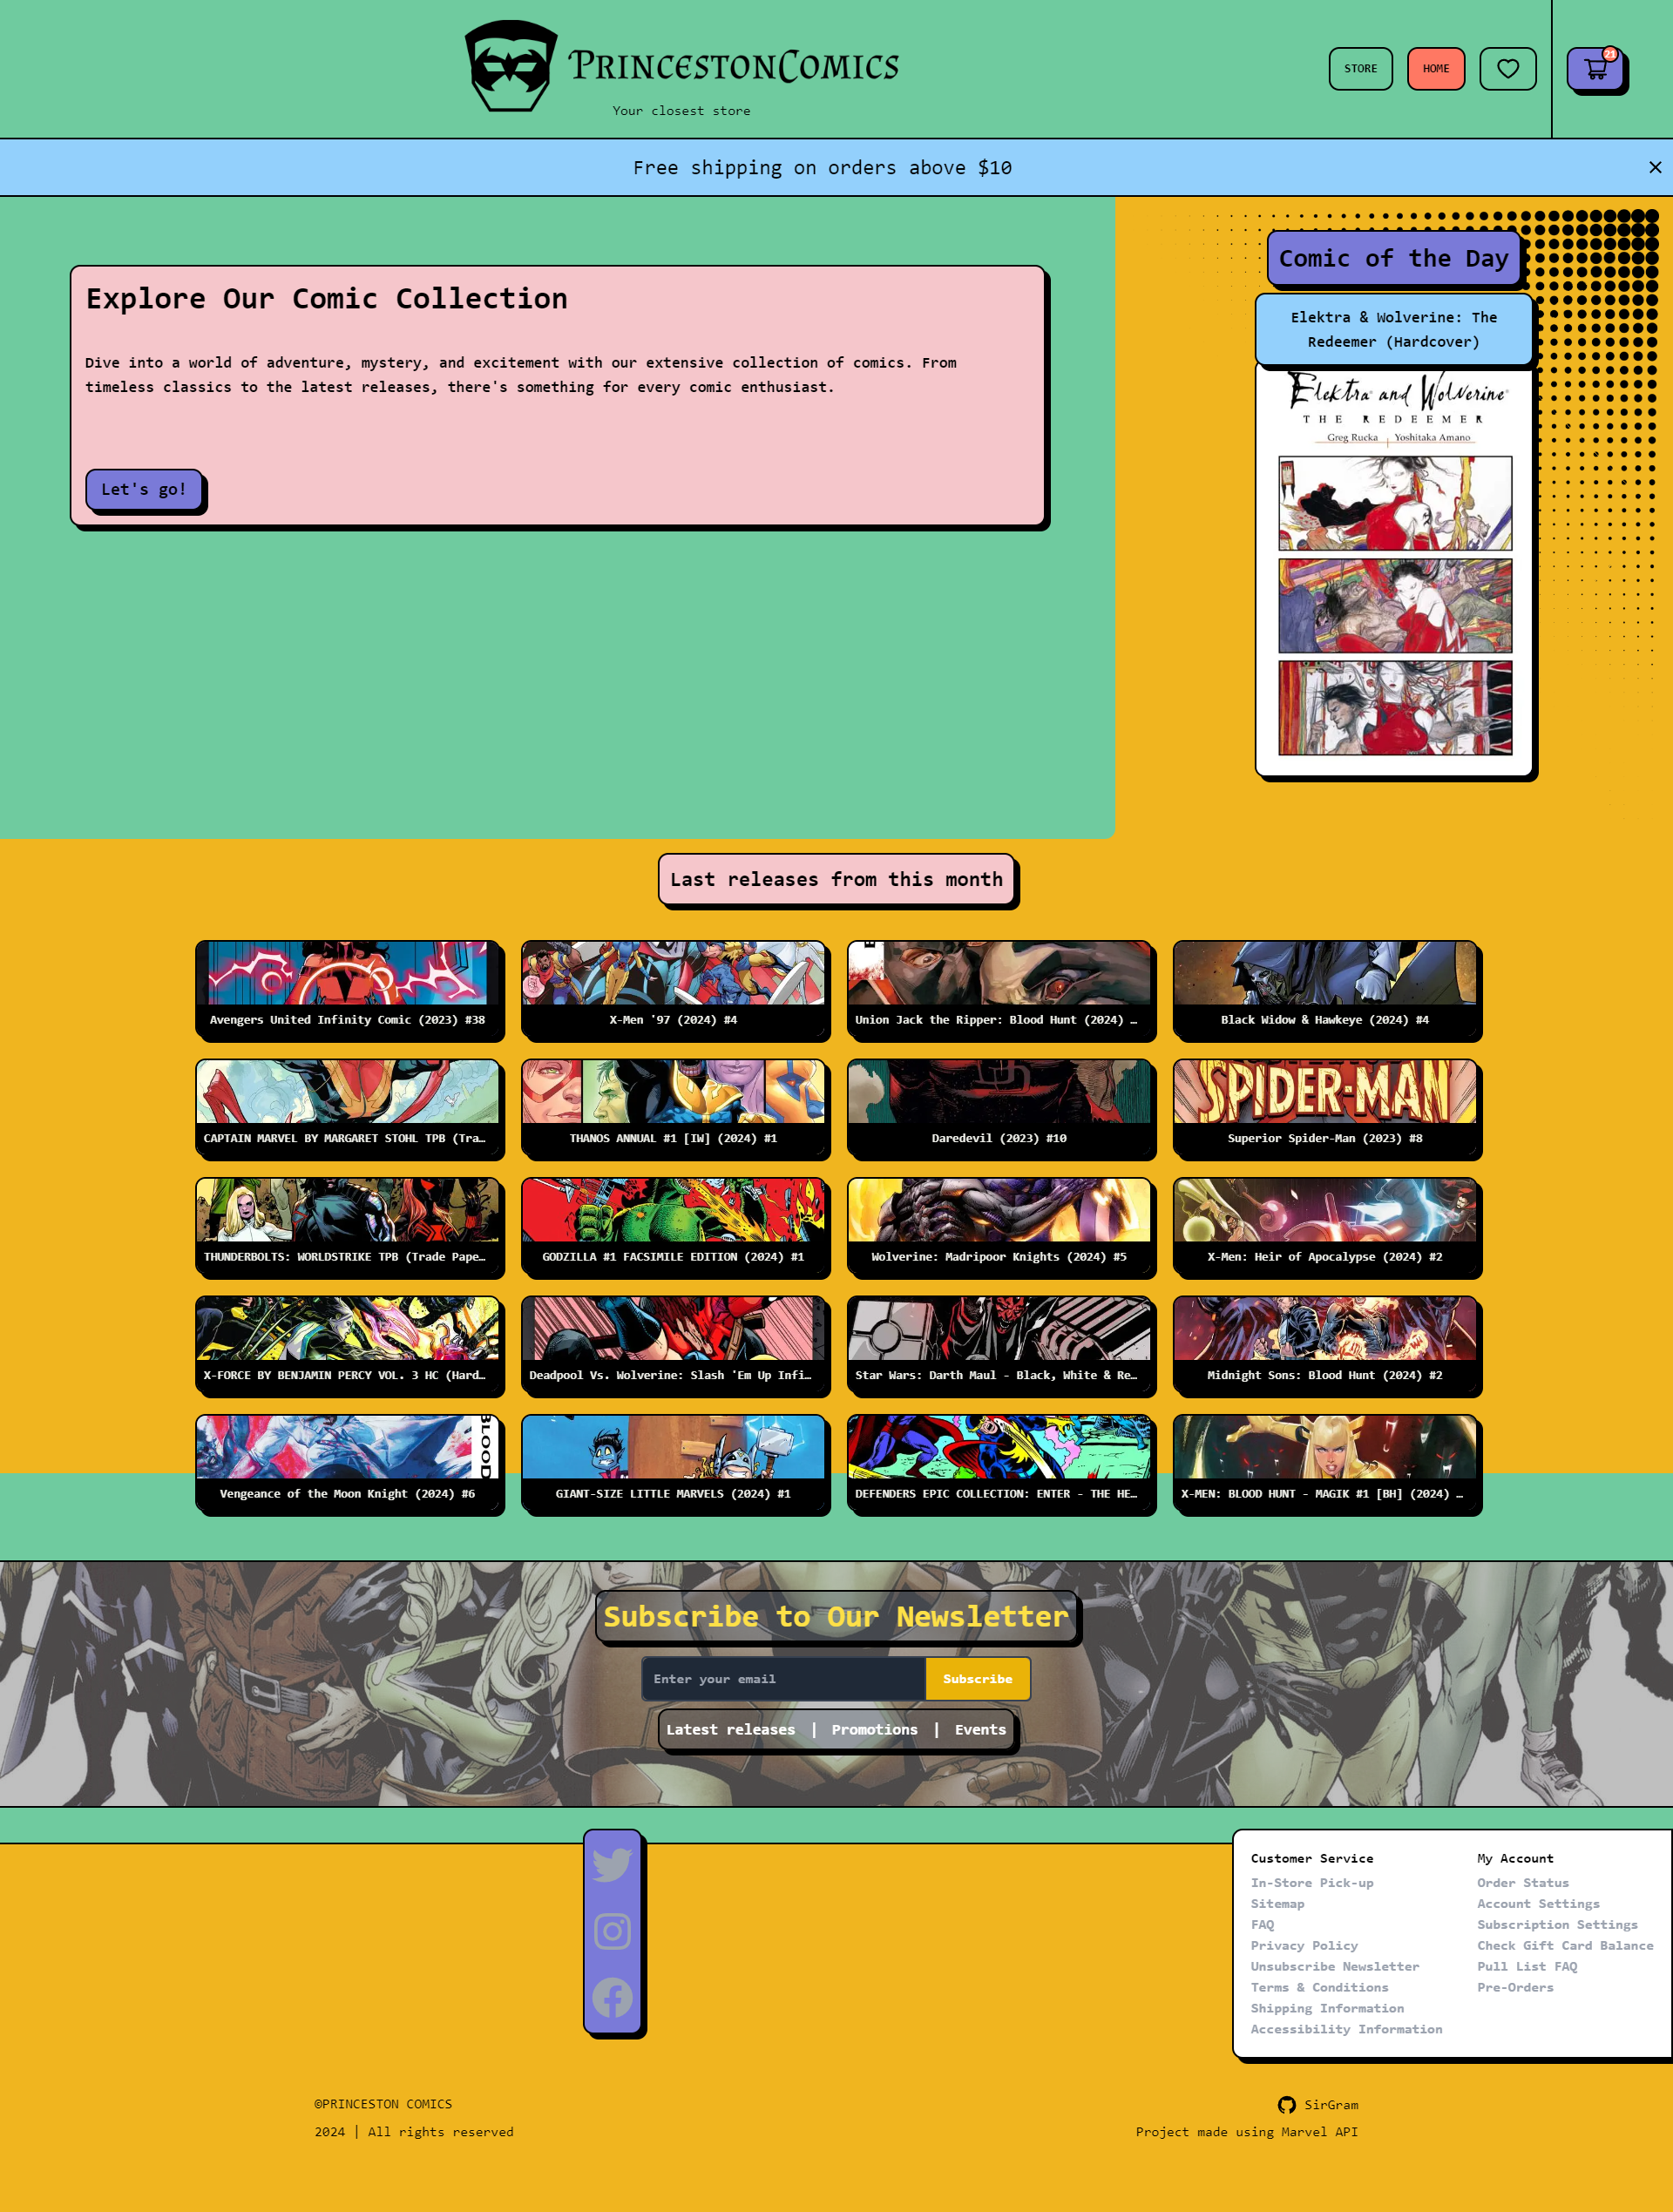 PRINCESTONCOMICS
Your closest store
STORE
HOME
21
Free shipping on orders above $10
Explore Our Comic Collection
Dive into a world of adventure, mystery, and excitement with our extensive collection of comics. From
timeless classics to the latest releases, there's something for every comic enthusiast.
Let's go!
Comic of the Day
Elektra & Wolverine: The
Redeemer (Hardcover)
Elektra and Wolverine
THE REDEEMER
Greg Rucka Yoshitaka Amano
Last releases from this month
Avengers United Infinity Comic (2023) #38
X-Men '97 (2024) #4
Union Jack the Ripper: Blood Hunt (2024) …
Black Widow & Hawkeye (2024) #4
CAPTAIN MARVEL BY MARGARET STOHL TPB (Tra…
THANOS ANNUAL #1 [IW] (2024) #1
Daredevil (2023) #10
SPIDER-MAN
Superior Spider-Man (2023) #8
THUNDERBOLTS: WORLDSTRIKE TPB (Trade Pape…
GODZILLA #1 FACSIMILE EDITION (2024) #1
Wolverine: Madripoor Knights (2024) #5
X-Men: Heir of Apocalypse (2024) #2
X-FORCE BY BENJAMIN PERCY VOL. 3 HC (Hard…
Deadpool Vs. Wolverine: Slash 'Em Up Infi…
Star Wars: Darth Maul - Black, White & Re…
Midnight Sons: Blood Hunt (2024) #2
BLOOD
Vengeance of the Moon Knight (2024) #6
GIANT-SIZE LITTLE MARVELS (2024) #1
DEFENDERS EPIC COLLECTION: ENTER - THE HE…
X-MEN: BLOOD HUNT - MAGIK #1 [BH] (2024) …
Subscribe to Our Newsletter
Enter your email
Subscribe
Latest releases | Promotions | Events
Customer Service
In-Store Pick-up
Sitemap
FAQ
Privacy Policy
Unsubscribe Newsletter
Terms & Conditions
Shipping Information
Accessibility Information
My Account
Order Status
Account Settings
Subscription Settings
Check Gift Card Balance
Pull List FAQ
Pre-Orders
©PRINCESTON COMICS
2024 | All rights reserved
SirGram
Project made using Marvel API